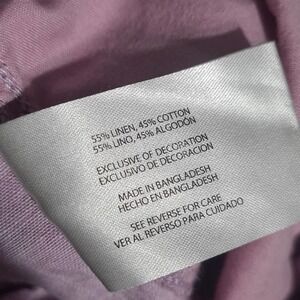 55% LINEN, 45% COTTON
55% LINO, 45% ALGODÓN
EXCLUSIVE OF DECORATION
EXCLUSIVO DE DECORACION
MADE IN BANGLADESH
HECHO EN BANGLADESH
SEE REVERSE FOR CARE
VER AL REVERSO PARA CUIDADO